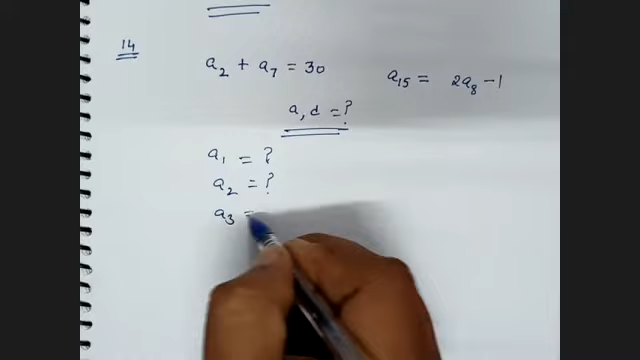 14
a₂ + a₇ = 30
a₁₅ = 2a₈ - 1
a, d = ?
a₁ = ?
a₂ = ?
a₃ =